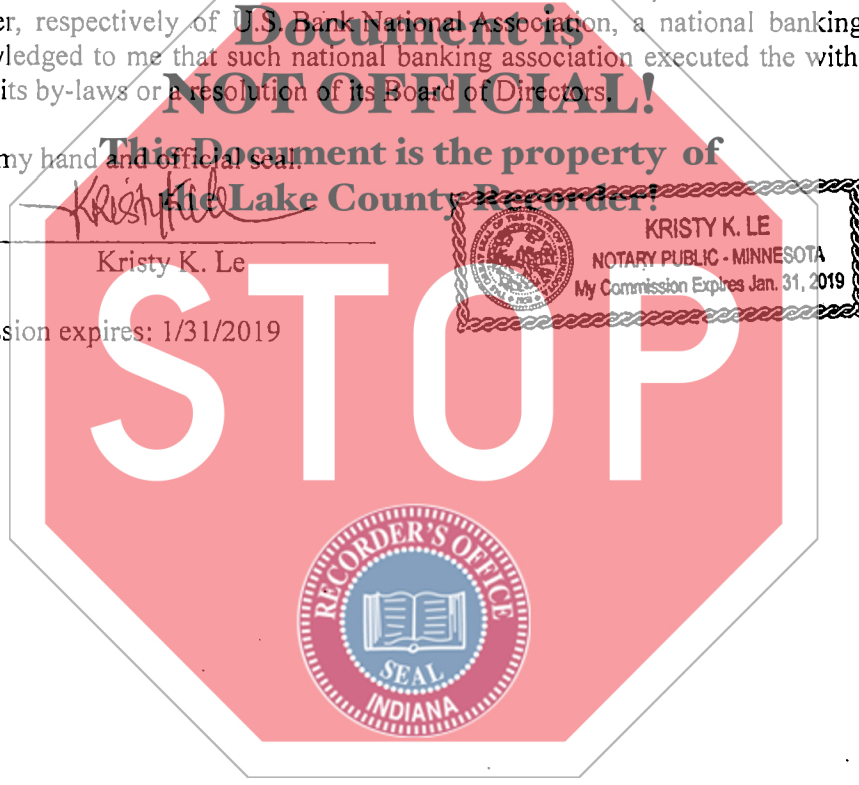 er, respectively of U.S. Bank National Association, a national banking
ledged to me that such national banking association executed the with
its by-laws or a resolution of its Board of Directors.
Document is
NOT OFFICIAL!
This Document is the property of
the Lake County Recorder!
my hand and official seal.
Kristy K. Le
Kristy K. Le
sion expires: 1/31/2019
KRISTY K. LE
NOTARY PUBLIC - MINNESOTA
My Commission Expires Jan. 31, 2019
STOP
RECORDER'S OFFICE
SEAL
INDIANA